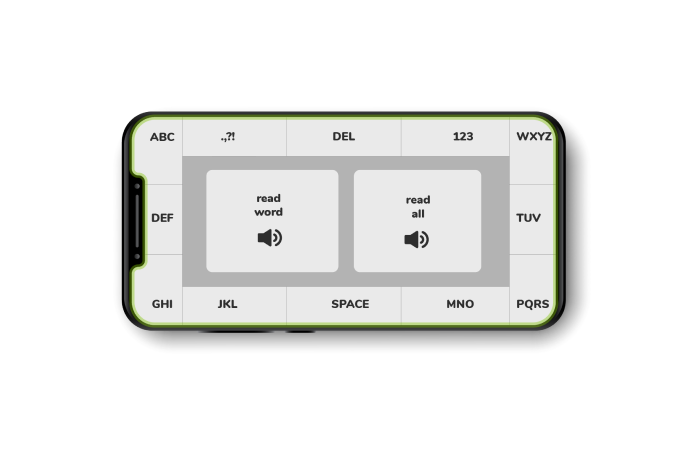 ABC .,?! DEL 123 WXYZ
read
word
read
all
DEF TUV
GHI JKL SPACE MNO PQRS